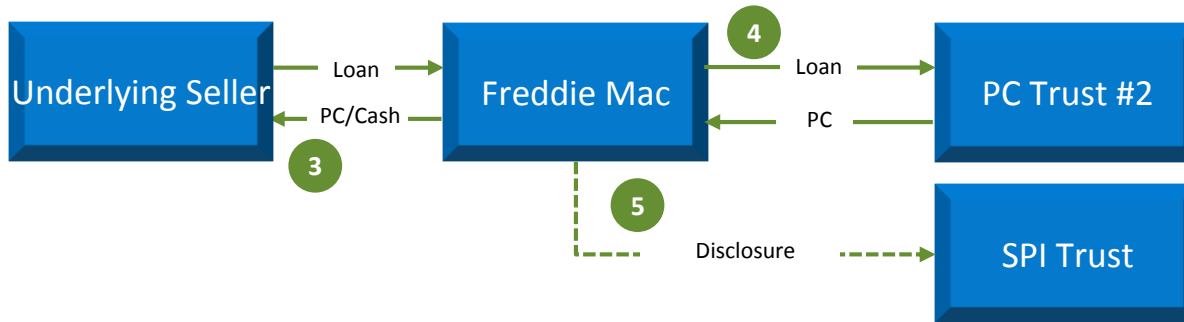 4
Underlying Seller
Loan
PC/Cash
3
Freddie Mac
Loan
PC
PC Trust #2
5
Disclosure
SPI Trust